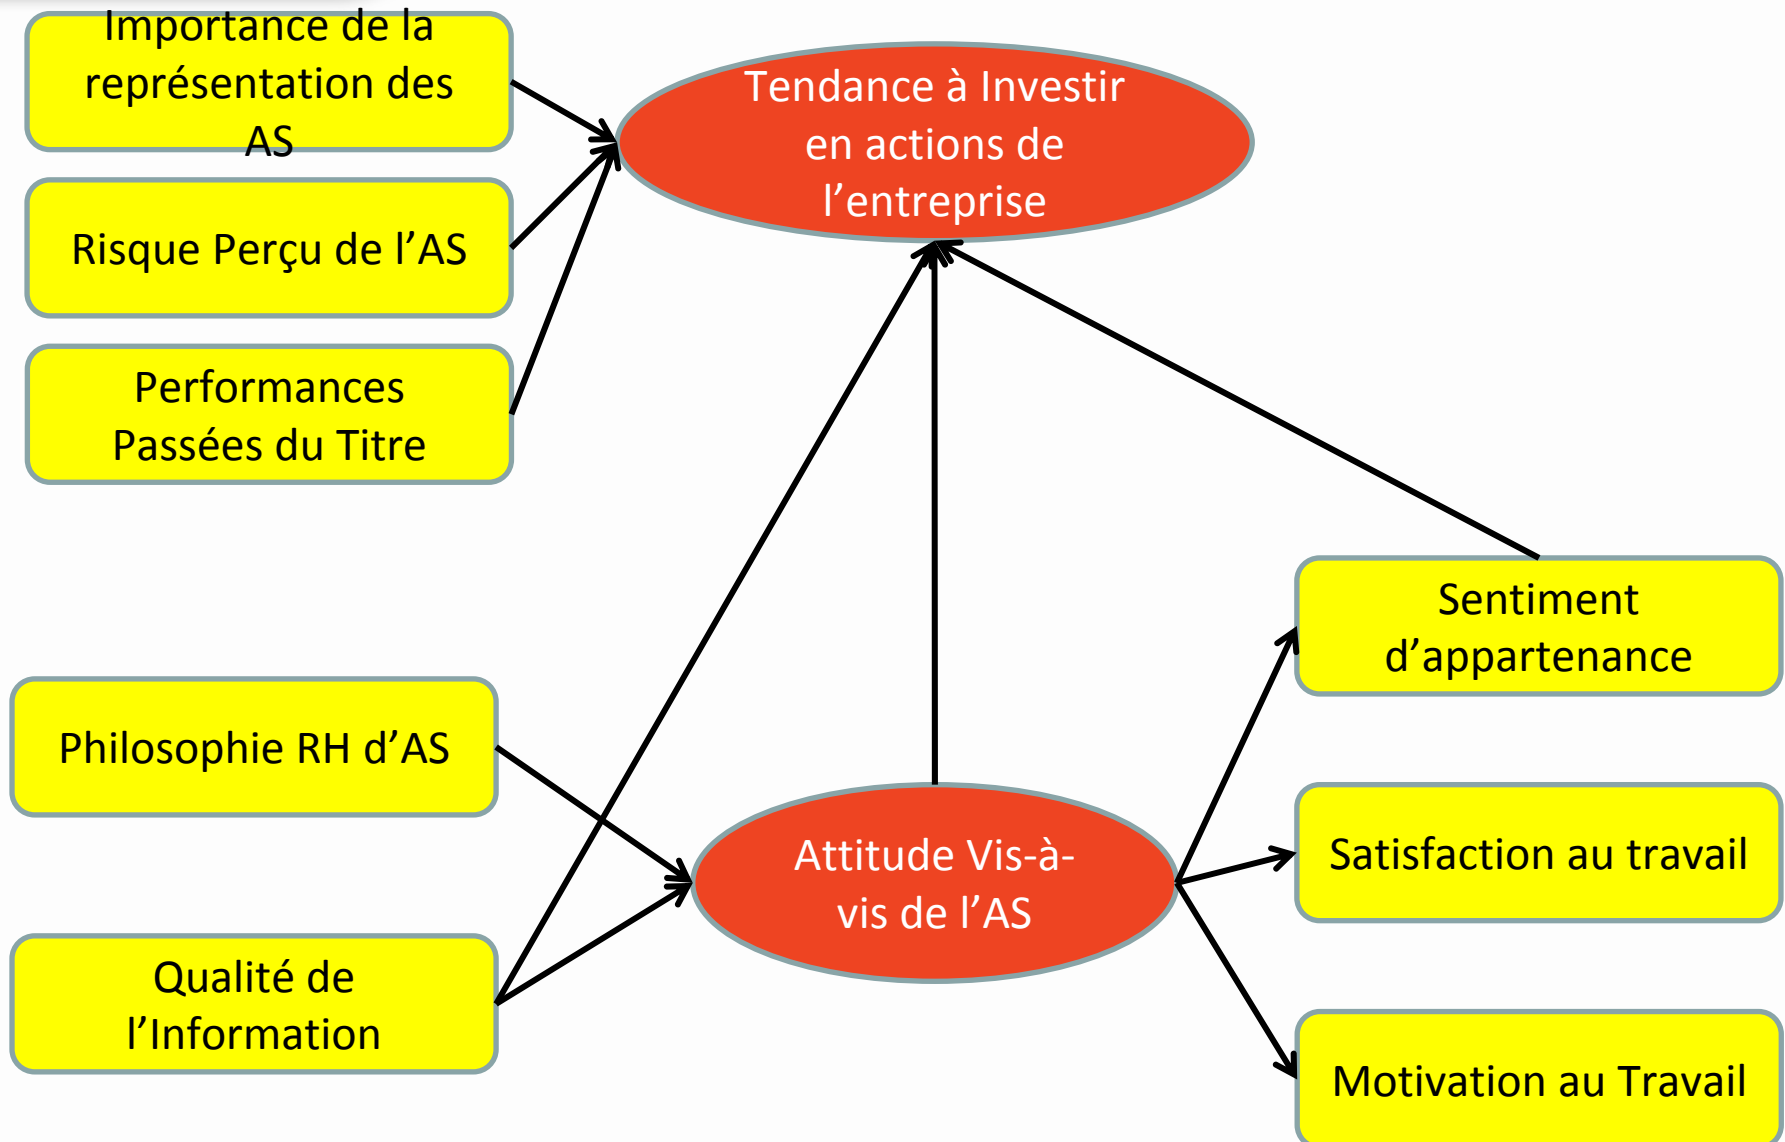 Importance de la
représentation des
AS
Tendance à Investir
en actions de
l’entreprise
Risque Perçu de l’AS
Performances
Passées du Titre
Sentiment
d’appartenance
Philosophie RH d’AS
Attitude Vis-à-
vis de l’AS
Satisfaction au travail
Qualité de
l’Information
Motivation au Travail